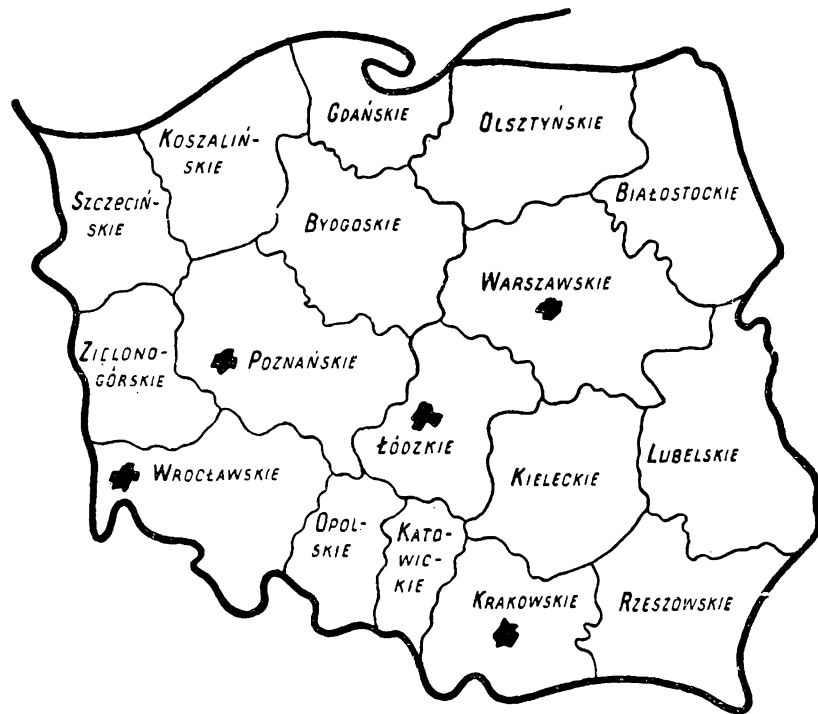 GDAŃSKIE
OLSZTYŃSKIE
KOSZALIŃ-
SKIE
SZCZECIŃ-
SKIE
BIAŁOSTOCKIE
BYDGOSKIE
WARSZAWSKIE
ZIELONO-
GÓRSKIE
POZNAŃSKIE
ŁÓDZKIE
LUBELSKIE
WROCŁAWSKIE
KIELECKIE
OPOL-
SKIE
KATO-
WIC-
KIE
KRAKOWSKIE
RZESZOWSKIE